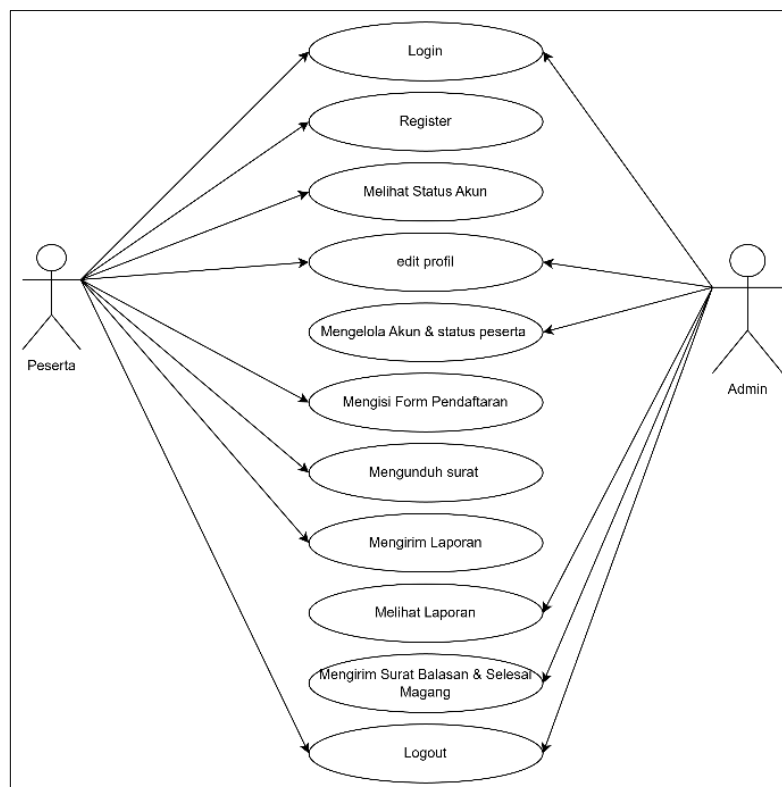 Login
Register
Melihat Status Akun
edit profil
Mengelola Akun & status peserta
Peserta
Admin
Mengisi Form Pendaftaran
Mengunduh surat
Mengirim Laporan
Melihat Laporan
Mengirim Surat Balasan & Selesai
Magang
Logout